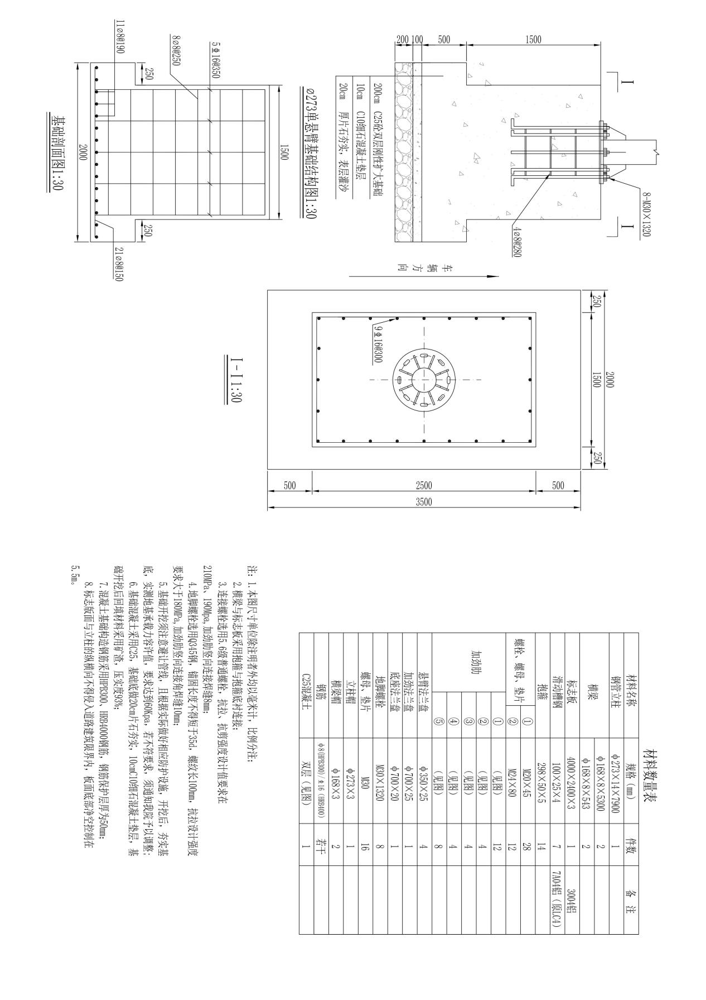 1500
500
100
200
I
I
8-M30×1320
4ø8@280
200cm C25砼双层刚性扩大基础
10cm C10细石混凝土垫层
20cm 厚片石夯实，表层灌沙
ø273单悬臂基础结构图1:30
5Φ16@350
8ø8@250
11ø8@190
250
1500
250
2000
21ø8@150
基础剖面图1:30
车辆方向
250
1500
250
2000
9Φ16@300
500
2500
500
3500
I-I 1:30
材料数量表
材料名称 规格（mm） 件数 备 注
钢管立柱 φ273×14×7900 1
横梁 φ168×8×5300 2
φ168×8×543 2
标志板 4000×2400×3 1 3004铝
滑动槽钢 100×25×4 7 7A04铝（原LC4）
抱箍 298×50×5 14
螺栓、螺母、垫片 ① M20×45 28
② M24×80 12
加劲肋 ① （见图） 12
② （见图） 4
③ （见图） 4
④ （见图） 4
⑤ （见图） 8
悬臂法兰盘 φ350×25 4
加劲法兰盘 φ700×25 1
底座法兰盘 φ700×20 1
地脚螺栓 M30×1320 8
螺母、垫片 M30 16
立柱帽 φ273×3 1
横梁帽 φ168×3 2
钢筋 φ8(HPB300)/Φ16（HRB400） 若干
C25混凝土 双层（见图） 1
注：1.本图尺寸单位除注明者外均以毫米计，比例分注；
2.横梁与标志板采用抱箍与抱箍底衬连接；
3.连接螺栓选用5.6级普通螺栓，抗拉、抗剪强度设计值要求在
210MPa、190Mpa,加劲肋竖向连接焊缝8mm；
4.地脚螺栓选用Q345钢，锚固长度不得短于35d，螺纹长100mm，抗拉设计强度
要求大于180MPa,加劲肋竖向连接角焊缝10mm；
5.基础开挖须注意避让管线，且根据实际做好相应防护设施，开挖后，夯实基
底，实测地基承载力容许值，要求达到60Kpa，若不符要求，须通知我院予以调整；
6.基础混凝土采用C25，基础底做20cm片石夯实，10cmC10细石混凝土垫层，基
础开挖后回填材料采用矿渣，压实度93%；
7.混凝土基础构造钢筋采用HPB300、HRB4000钢筋，钢筋保护层厚为50mm；
8.标志版面与立柱的纵横向不得侵入道路建筑限界内，板面底部净空控制在
5.5m。